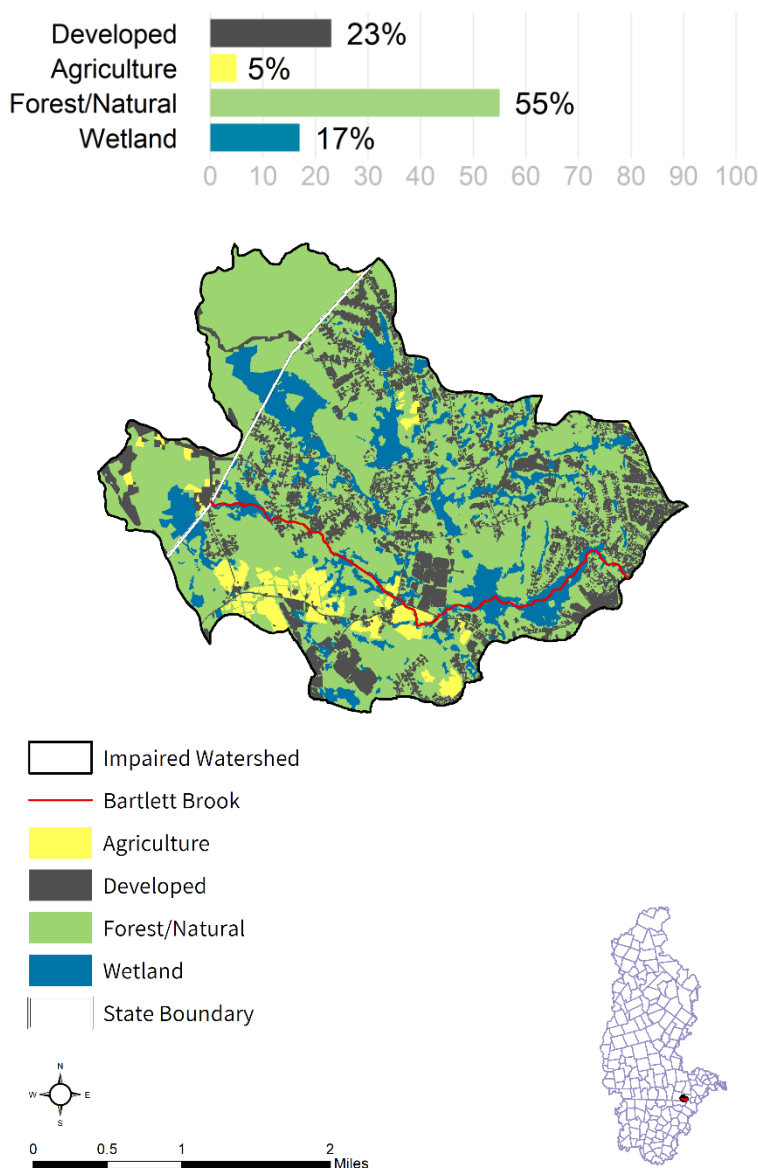 Developed 23%
Agriculture 5%
Forest/Natural 55%
Wetland 17%
0 10 20 30 40 50 60 70 80 90 100
Impaired Watershed
Bartlett Brook
Agriculture
Developed
Forest/Natural
Wetland
State Boundary
N
W E
S
0 0.5 1 2
Miles